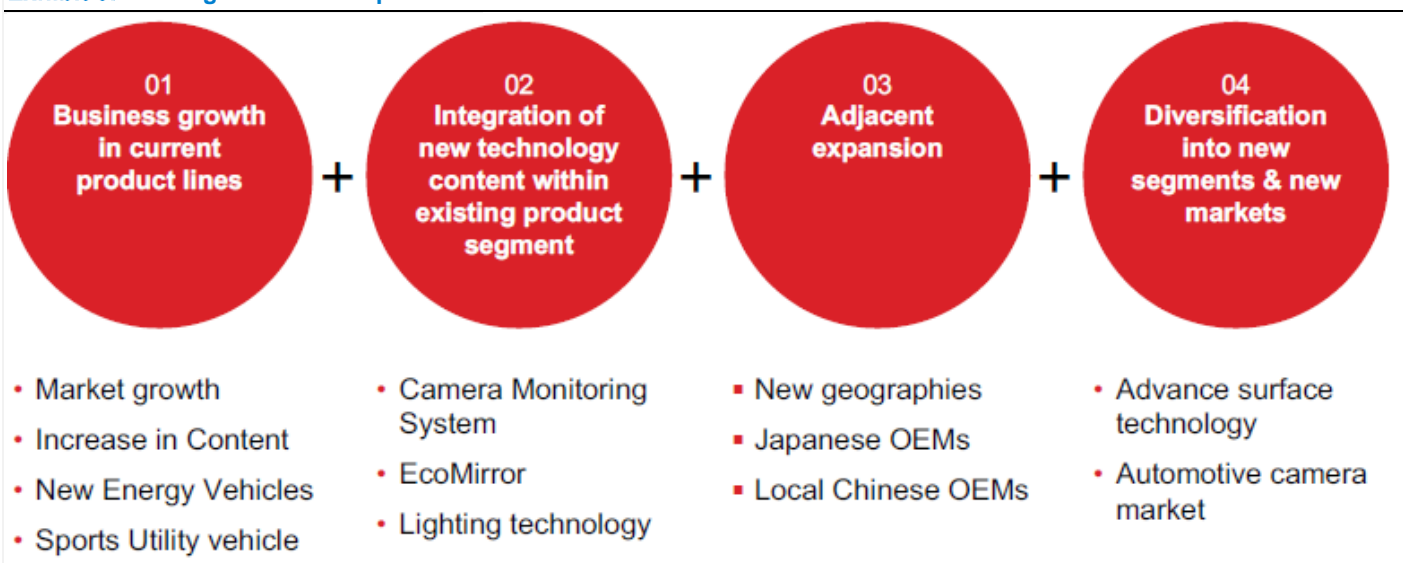 01
Business growth
in current
product lines
+
02
Integration of
new technology
content within
existing product
segment
+
03
Adjacent
expansion
+
04
Diversification
into new
segments & new
markets
• Market growth
• Increase in Content
• New Energy Vehicles
• Sports Utility vehicle
• Camera Monitoring
System
• EcoMirror
• Lighting technology
▪ New geographies
▪ Japanese OEMs
▪ Local Chinese OEMs
• Advance surface
technology
• Automotive camera
market